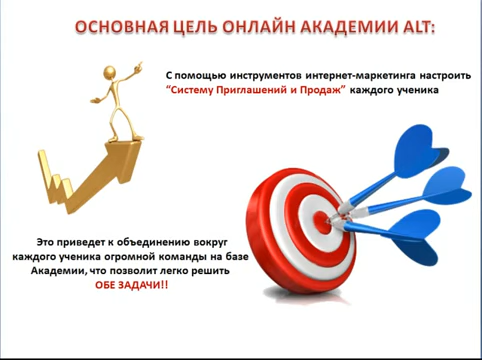 ОСНОВНАЯ ЦЕЛЬ ОНЛАЙН АКАДЕМИИ ALT:
С помощью инструментов интернет-маркетинга настроить
“Систему Приглашений и Продаж” каждого ученика
Это приведет к объединению вокруг
каждого ученика огромной команды на базе
Академии, что позволит легко решить
ОБЕ ЗАДАЧИ!!